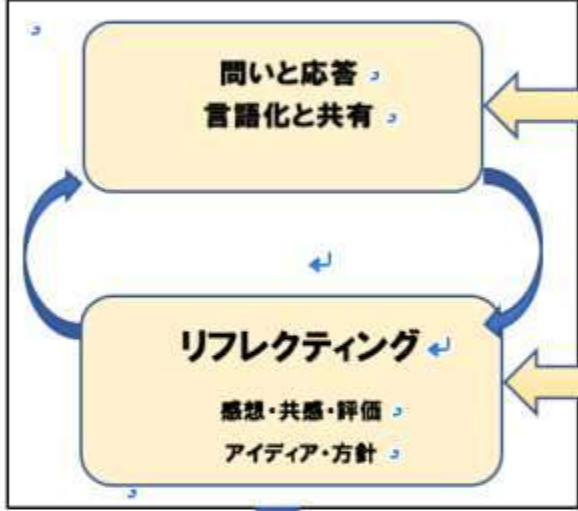 問いと応答
言語化と共有
リフレクティング
感想・共感・評価
アイディア・方針